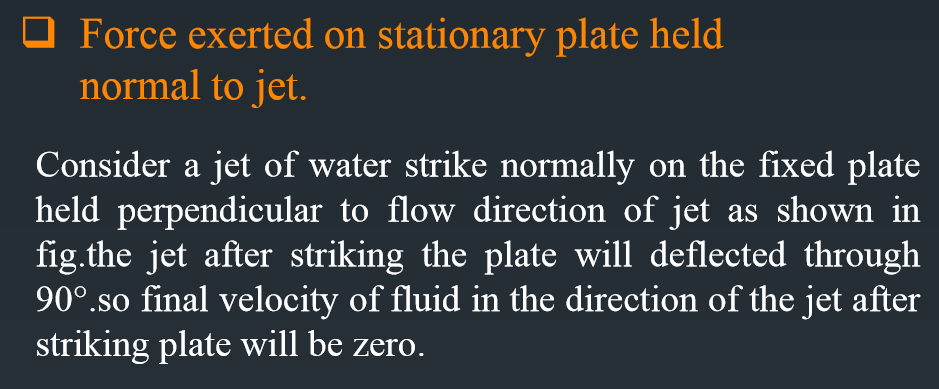 Force exerted on stationary plate held
normal to jet.
Consider a jet of water strike normally on the fixed plate
held perpendicular to flow direction of jet as shown in
fig.the jet after striking the plate will deflected through
90°.so final velocity of fluid in the direction of the jet after
striking plate will be zero.